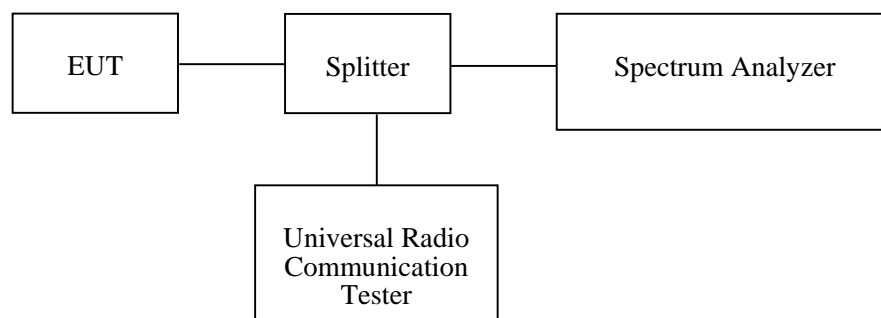 EUT
Splitter
Spectrum Analyzer
Universal Radio
Communication
Tester